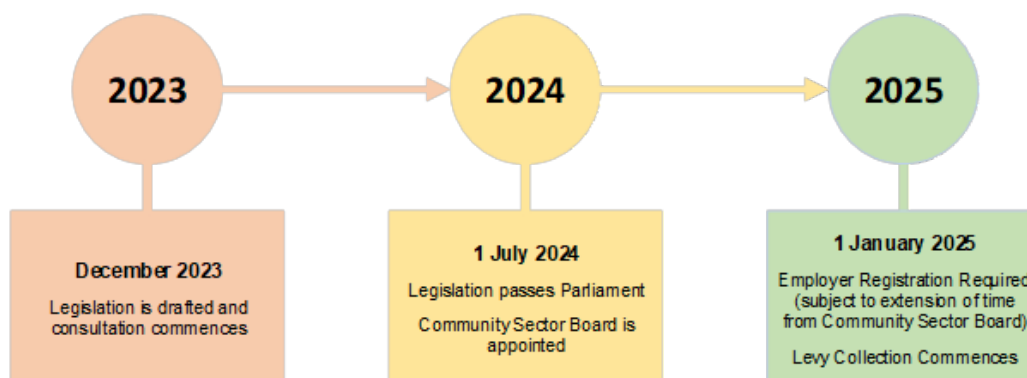 2023
2024
2025
December 2023
Legislation is drafted and
consultation commences
1 July 2024
Legislation passes Parliament
Community Sector Board is
appointed
1 January 2025
Employer Registration Required
(subject to extension of time
from Community Sector Board)
Levy Collection Commences